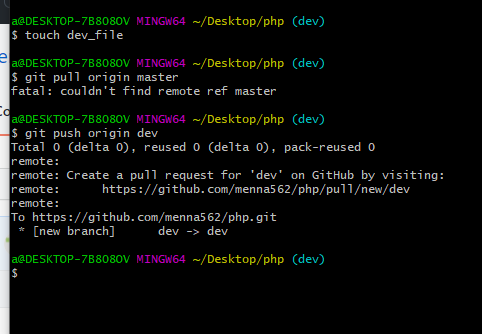 a@DESKTOP-7B8080V MINGW64 ~/Desktop/php (dev)
$ touch dev_file
a@DESKTOP-7B8080V MINGW64 ~/Desktop/php (dev)
$ git pull origin master
fatal: couldn't find remote ref master
a@DESKTOP-7B8080V MINGW64 ~/Desktop/php (dev)
$ git push origin dev
Total 0 (delta 0), reused 0 (delta 0), pack-reused 0
remote:
remote: Create a pull request for 'dev' on GitHub by visiting:
remote:      https://github.com/menna562/php/pull/new/dev
remote:
To https://github.com/menna562/php.git
 * [new branch]      dev -> dev
a@DESKTOP-7B8080V MINGW64 ~/Desktop/php (dev)
$